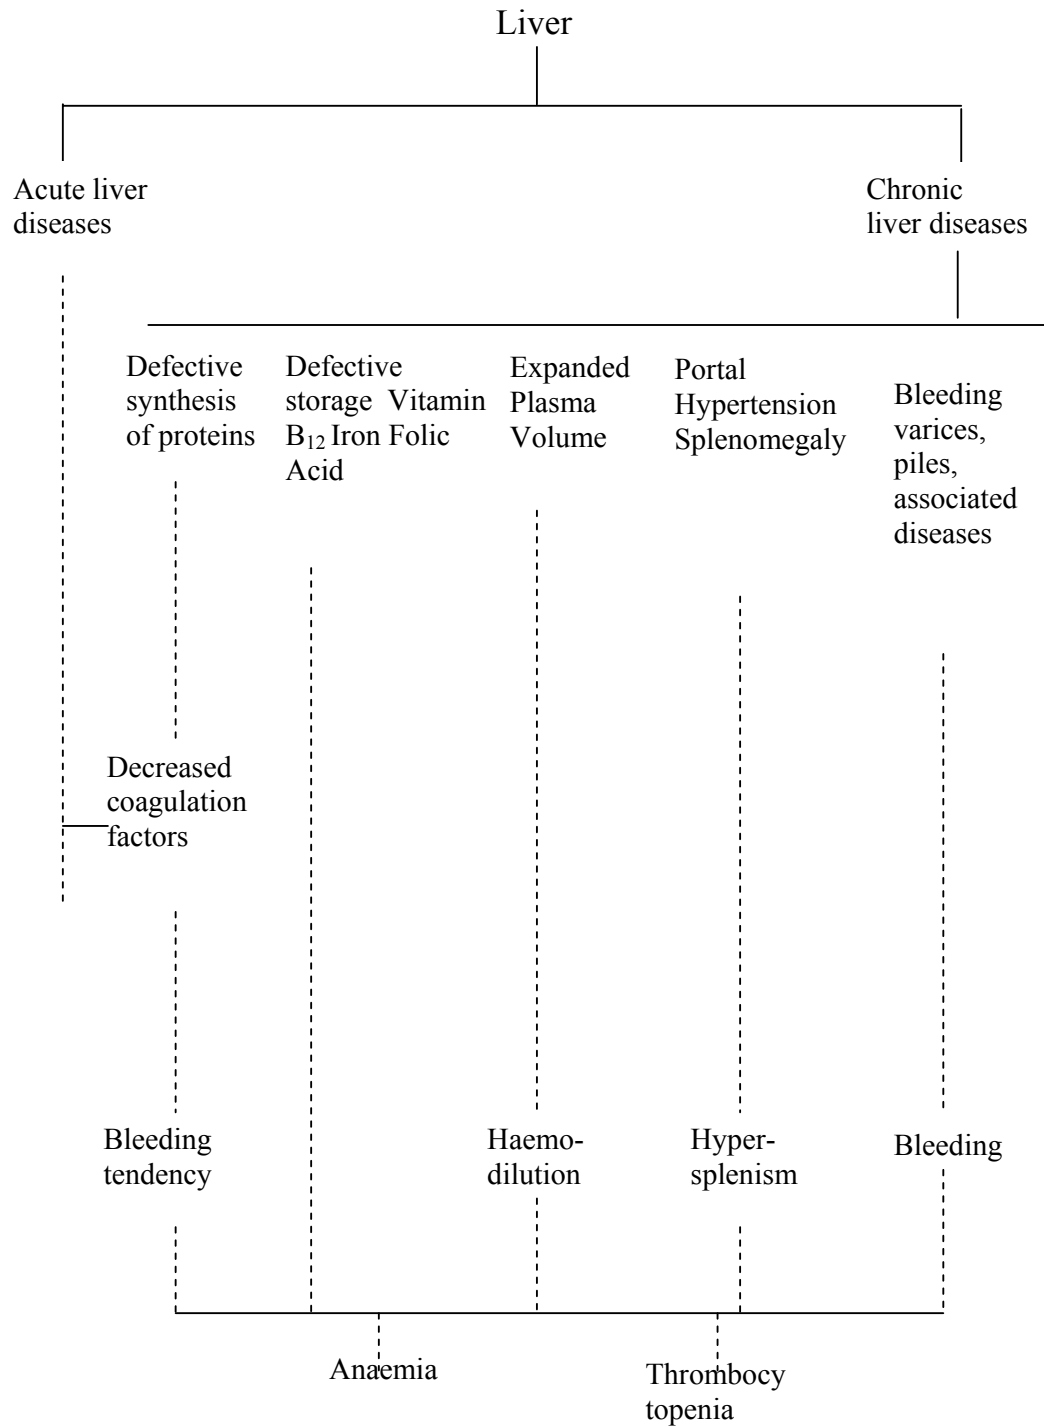 Liver
Acute liver
diseases
Chronic
liver diseases
Defective
synthesis
of proteins
Defective
storage Vitamin
B₁₂ Iron Folic
Acid
Expanded
Plasma
Volume
Portal
Hypertension
Splenomegaly
Bleeding
varices,
piles,
associated
diseases
Decreased
coagulation
factors
Bleeding
tendency
Haemo-
dilution
Hyper-
splenism
Bleeding
Anaemia
Thrombocy
topenia